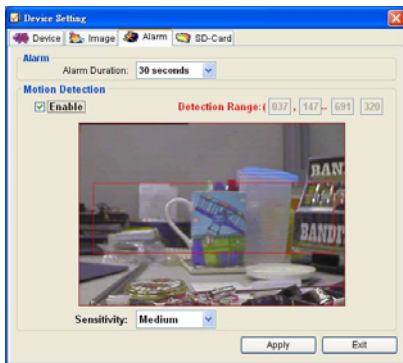 Device Setting
Device Image Alarm SD-Card
Alarm
Alarm Duration: 30 seconds
Motion Detection
Enable Detection Range:( 037 , 147 -- 691 320
BAND
BANDI
Sensitivity: Medium
Apply Exit